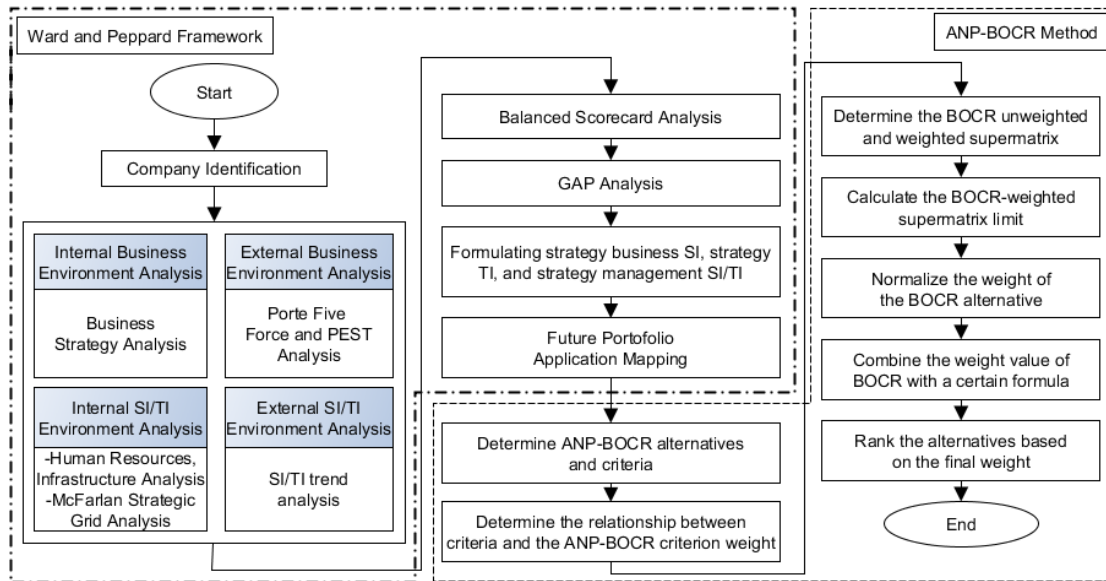 Ward and Peppard Framework
Start
Company Identification
Internal Business
Environment Analysis
Business
Strategy Analysis
External Business
Environment Analysis
Porte Five
Force and PEST
Analysis
Internal SI/TI
Environment Analysis
-Human Resources,
Infrastructure Analysis
-McFarlan Strategic
Grid Analysis
External SI/TI
Environment Analysis
SI/TI trend
analysis
Balanced Scorecard Analysis
GAP Analysis
Formulating strategy business SI, strategy
TI, and strategy management SI/TI
Future Portofolio
Application Mapping
Determine ANP-BOCR alternatives
and criteria
Determine the relationship between
criteria and the ANP-BOCR criterion weight
ANP-BOCR Method
Determine the BOCR unweighted
and weighted supermatrix
Calculate the BOCR-weighted
supermatrix limit
Normalize the weight of
the BOCR alternative
Combine the weight value of
BOCR with a certain formula
Rank the alternatives based
on the final weight
End